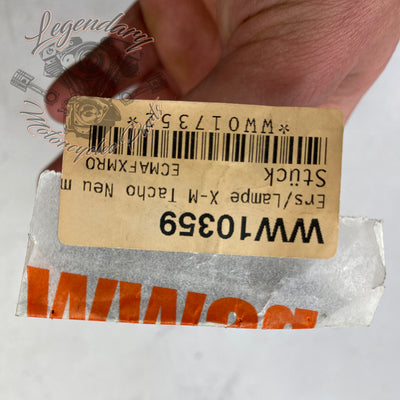 Legendary
Motorcycles
WW10359
Ers/Lampe X-M Tacho Neu m
Stück
ECMAFXMRO
*WW017352*